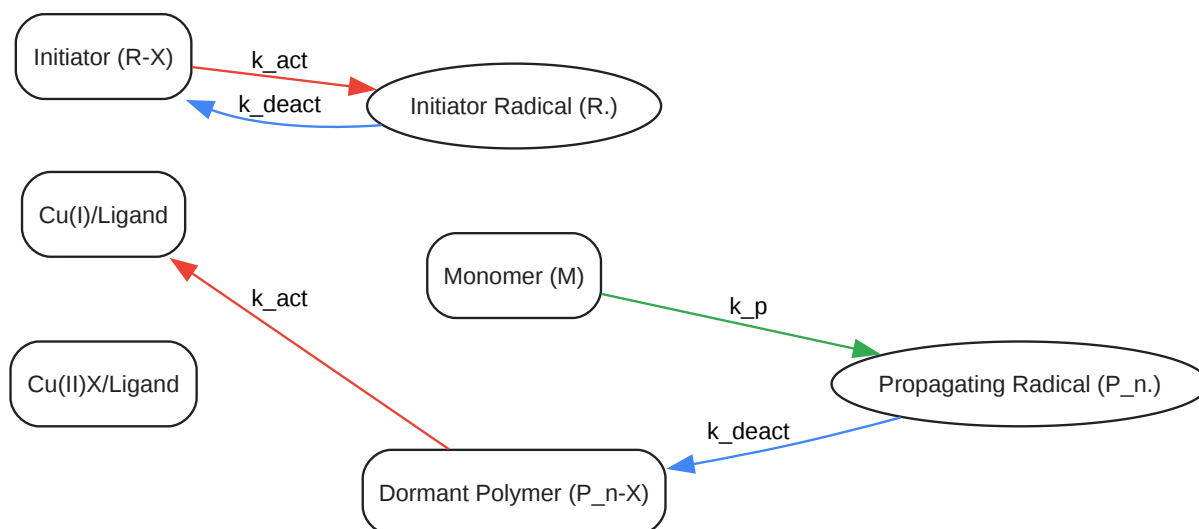 Initiator (R-X)
k_act
k_deact
Initiator Radical (R.)
Cu(I)/Ligand
k_act
Monomer (M)
k_p
Cu(II)X/Ligand
Propagating Radical (P_n.)
k_deact
Dormant Polymer (P_n-X)